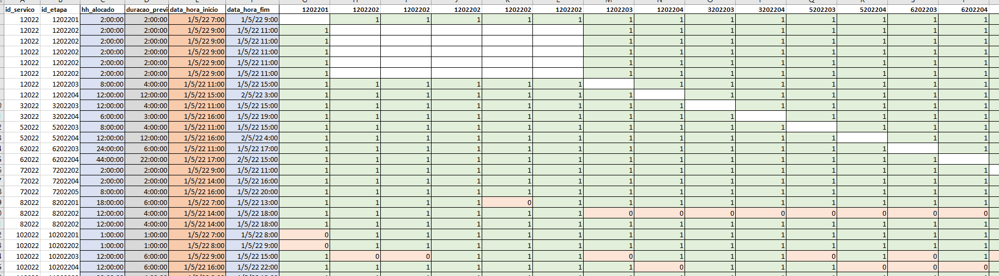 id_servico id_etapa hh_alocado duracao_previ data_hora_inicio data_hora_fim 1202201 1202202 1202202 1202202 1202202 1202202 1202203 1202204 3202203 3202204 5202203 5202204 6202203 6202204
12022 1202201 2:00:00 2:00:00 1/5/22 7:00 1/5/22 9:00 1 1 1 1 1 1 1 1 1 1 1 1 1
12022 1202202 2:00:00 2:00:00 1/5/22 9:00 1/5/22 11:00 1 1 1 1 1 1 1 1 1
12022 1202202 2:00:00 2:00:00 1/5/22 9:00 1/5/22 11:00 1 1 1 1 1 1 1 1 1
12022 1202202 2:00:00 2:00:00 1/5/22 9:00 1/5/22 11:00 1 1 1 1 1 1 1 1 1
12022 1202202 2:00:00 2:00:00 1/5/22 9:00 1/5/22 11:00 1 1 1 1 1 1 1 1 1
12022 1202202 2:00:00 2:00:00 1/5/22 9:00 1/5/22 11:00 1 1 1 1 1 1 1 1 1
12022 1202203 8:00:00 4:00:00 1/5/22 11:00 1/5/22 15:00 1 1 1 1 1 1 1 1 1 1 1 1 1
12022 1202204 12:00:00 12:00:00 1/5/22 15:00 2/5/22 3:00 1 1 1 1 1 1 1 1 1 1 1 1 1
32022 3202203 12:00:00 4:00:00 1/5/22 11:00 1/5/22 15:00 1 1 1 1 1 1 1 1 1 1 1 1 1
32022 3202204 6:00:00 3:00:00 1/5/22 16:00 1/5/22 19:00 1 1 1 1 1 1 1 1 1 1 1 1 1
52022 5202203 8:00:00 4:00:00 1/5/22 11:00 1/5/22 15:00 1 1 1 1 1 1 1 1 1 1 1 1 1
52022 5202204 12:00:00 12:00:00 1/5/22 16:00 2/5/22 4:00 1 1 1 1 1 1 1 1 1 1 1 1 1
62022 6202203 24:00:00 6:00:00 1/5/22 11:00 1/5/22 17:00 1 1 1 1 1 1 1 1 1 1 1 1 1
62022 6202204 44:00:00 22:00:00 1/5/22 17:00 2/5/22 15:00 1 1 1 1 1 1 1 1 1 1 1 1 1
72022 7202202 2:00:00 2:00:00 1/5/22 9:00 1/5/22 11:00 1 1 1 1 1 1 1 1 1 1 1 1 1 1
72022 7202204 2:00:00 2:00:00 1/5/22 14:00 1/5/22 16:00 1 1 1 1 1 1 1 1 1 1 1 1 1 1
72022 7202205 8:00:00 4:00:00 1/5/22 16:00 1/5/22 20:00 1 1 1 1 1 1 1 1 1 1 1 1 1 1
82022 8202201 18:00:00 6:00:00 1/5/22 7:00 1/5/22 13:00 1 1 1 1 0 1 1 1 1 1 1 1 1 1
82022 8202202 12:00:00 4:00:00 1/5/22 14:00 1/5/22 18:00 1 1 1 1 1 1 0 0 0 0 0 0 0 0
82022 8202202 12:00:00 4:00:00 1/5/22 14:00 1/5/22 18:00 1 1 1 1 1 1 1 1 1 1 1 1 1 1
102022 10202201 1:00:00 1:00:00 1/5/22 7:00 1/5/22 8:00 0 1 1 1 1 1 1 1 1 1 1 1 1 1
102022 10202202 1:00:00 1:00:00 1/5/22 8:00 1/5/22 9:00 0 1 1 1 1 1 1 1 1 1 1 1 1 1
102022 10202203 12:00:00 6:00:00 1/5/22 9:00 1/5/22 15:00 1 0 0 1 1 1 0 1 1 1 0 1 0 1
102022 10202204 12:00:00 6:00:00 1/5/22 16:00 1/5/22 22:00 1 1 1 1 1 1 1 0 1 1 1 0 0 0